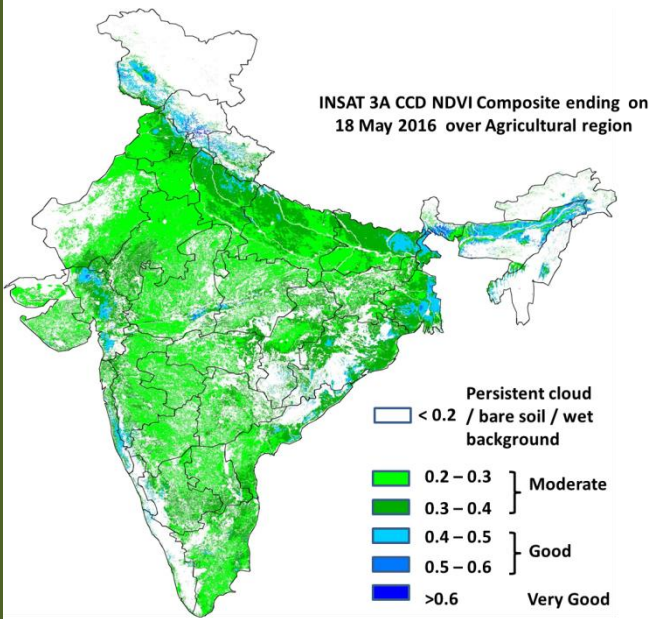 INSAT 3A CCD NDVI Composite ending on
18 May 2016 over Agricultural region
Persistent cloud
< 0.2 / bare soil / wet
background
0.2 – 0.3
Moderate
0.3 – 0.4
0.4 – 0.5
Good
0.5 – 0.6
>0.6 Very Good